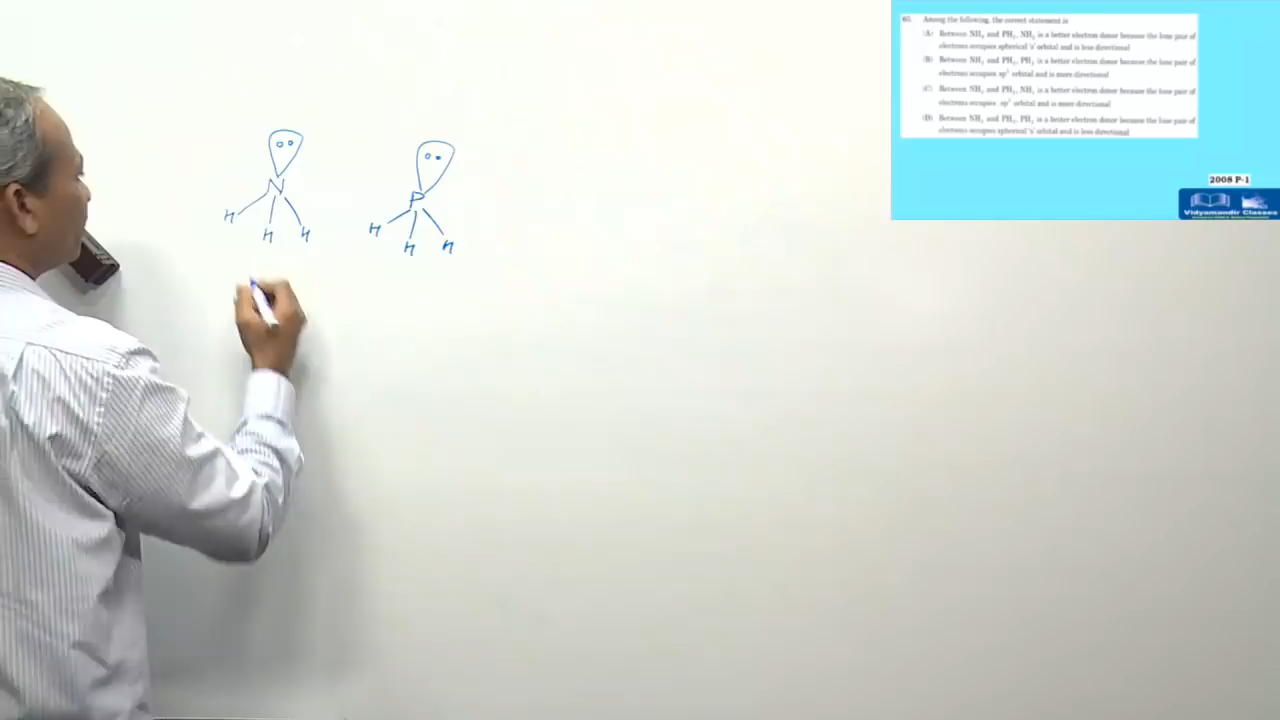 N
H H H
P
H H H
65. Among the following, the correct statement is
(A) Between NH₃ and PH₃, NH₃ is a better electron donor because the lone pair of
electrons occupies spherical 's' orbital and is less directional
(B) Between NH₃ and PH₃, PH₃ is a better electron donor because the lone pair of
electrons occupies sp³ orbital and is more directional
(C) Between NH₃ and PH₃, NH₃ is a better electron donor because the lone pair of
electrons occupies sp³ orbital and is more directional
(D) Between NH₃ and PH₃, PH₃ is a better electron donor because the lone pair of
electrons occupies spherical 's' orbital and is less directional
2008 P-1
Vidyamandir Classes